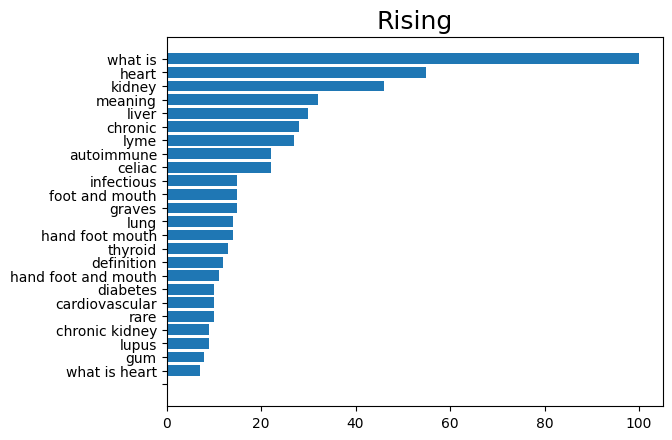 Rising
what is
heart
kidney
meaning
liver
chronic
lyme
autoimmune
celiac
infectious
foot and mouth
graves
lung
hand foot mouth
thyroid
definition
hand foot and mouth
diabetes
cardiovascular
rare
chronic kidney
lupus
gum
what is heart
0 20 40 60 80 100